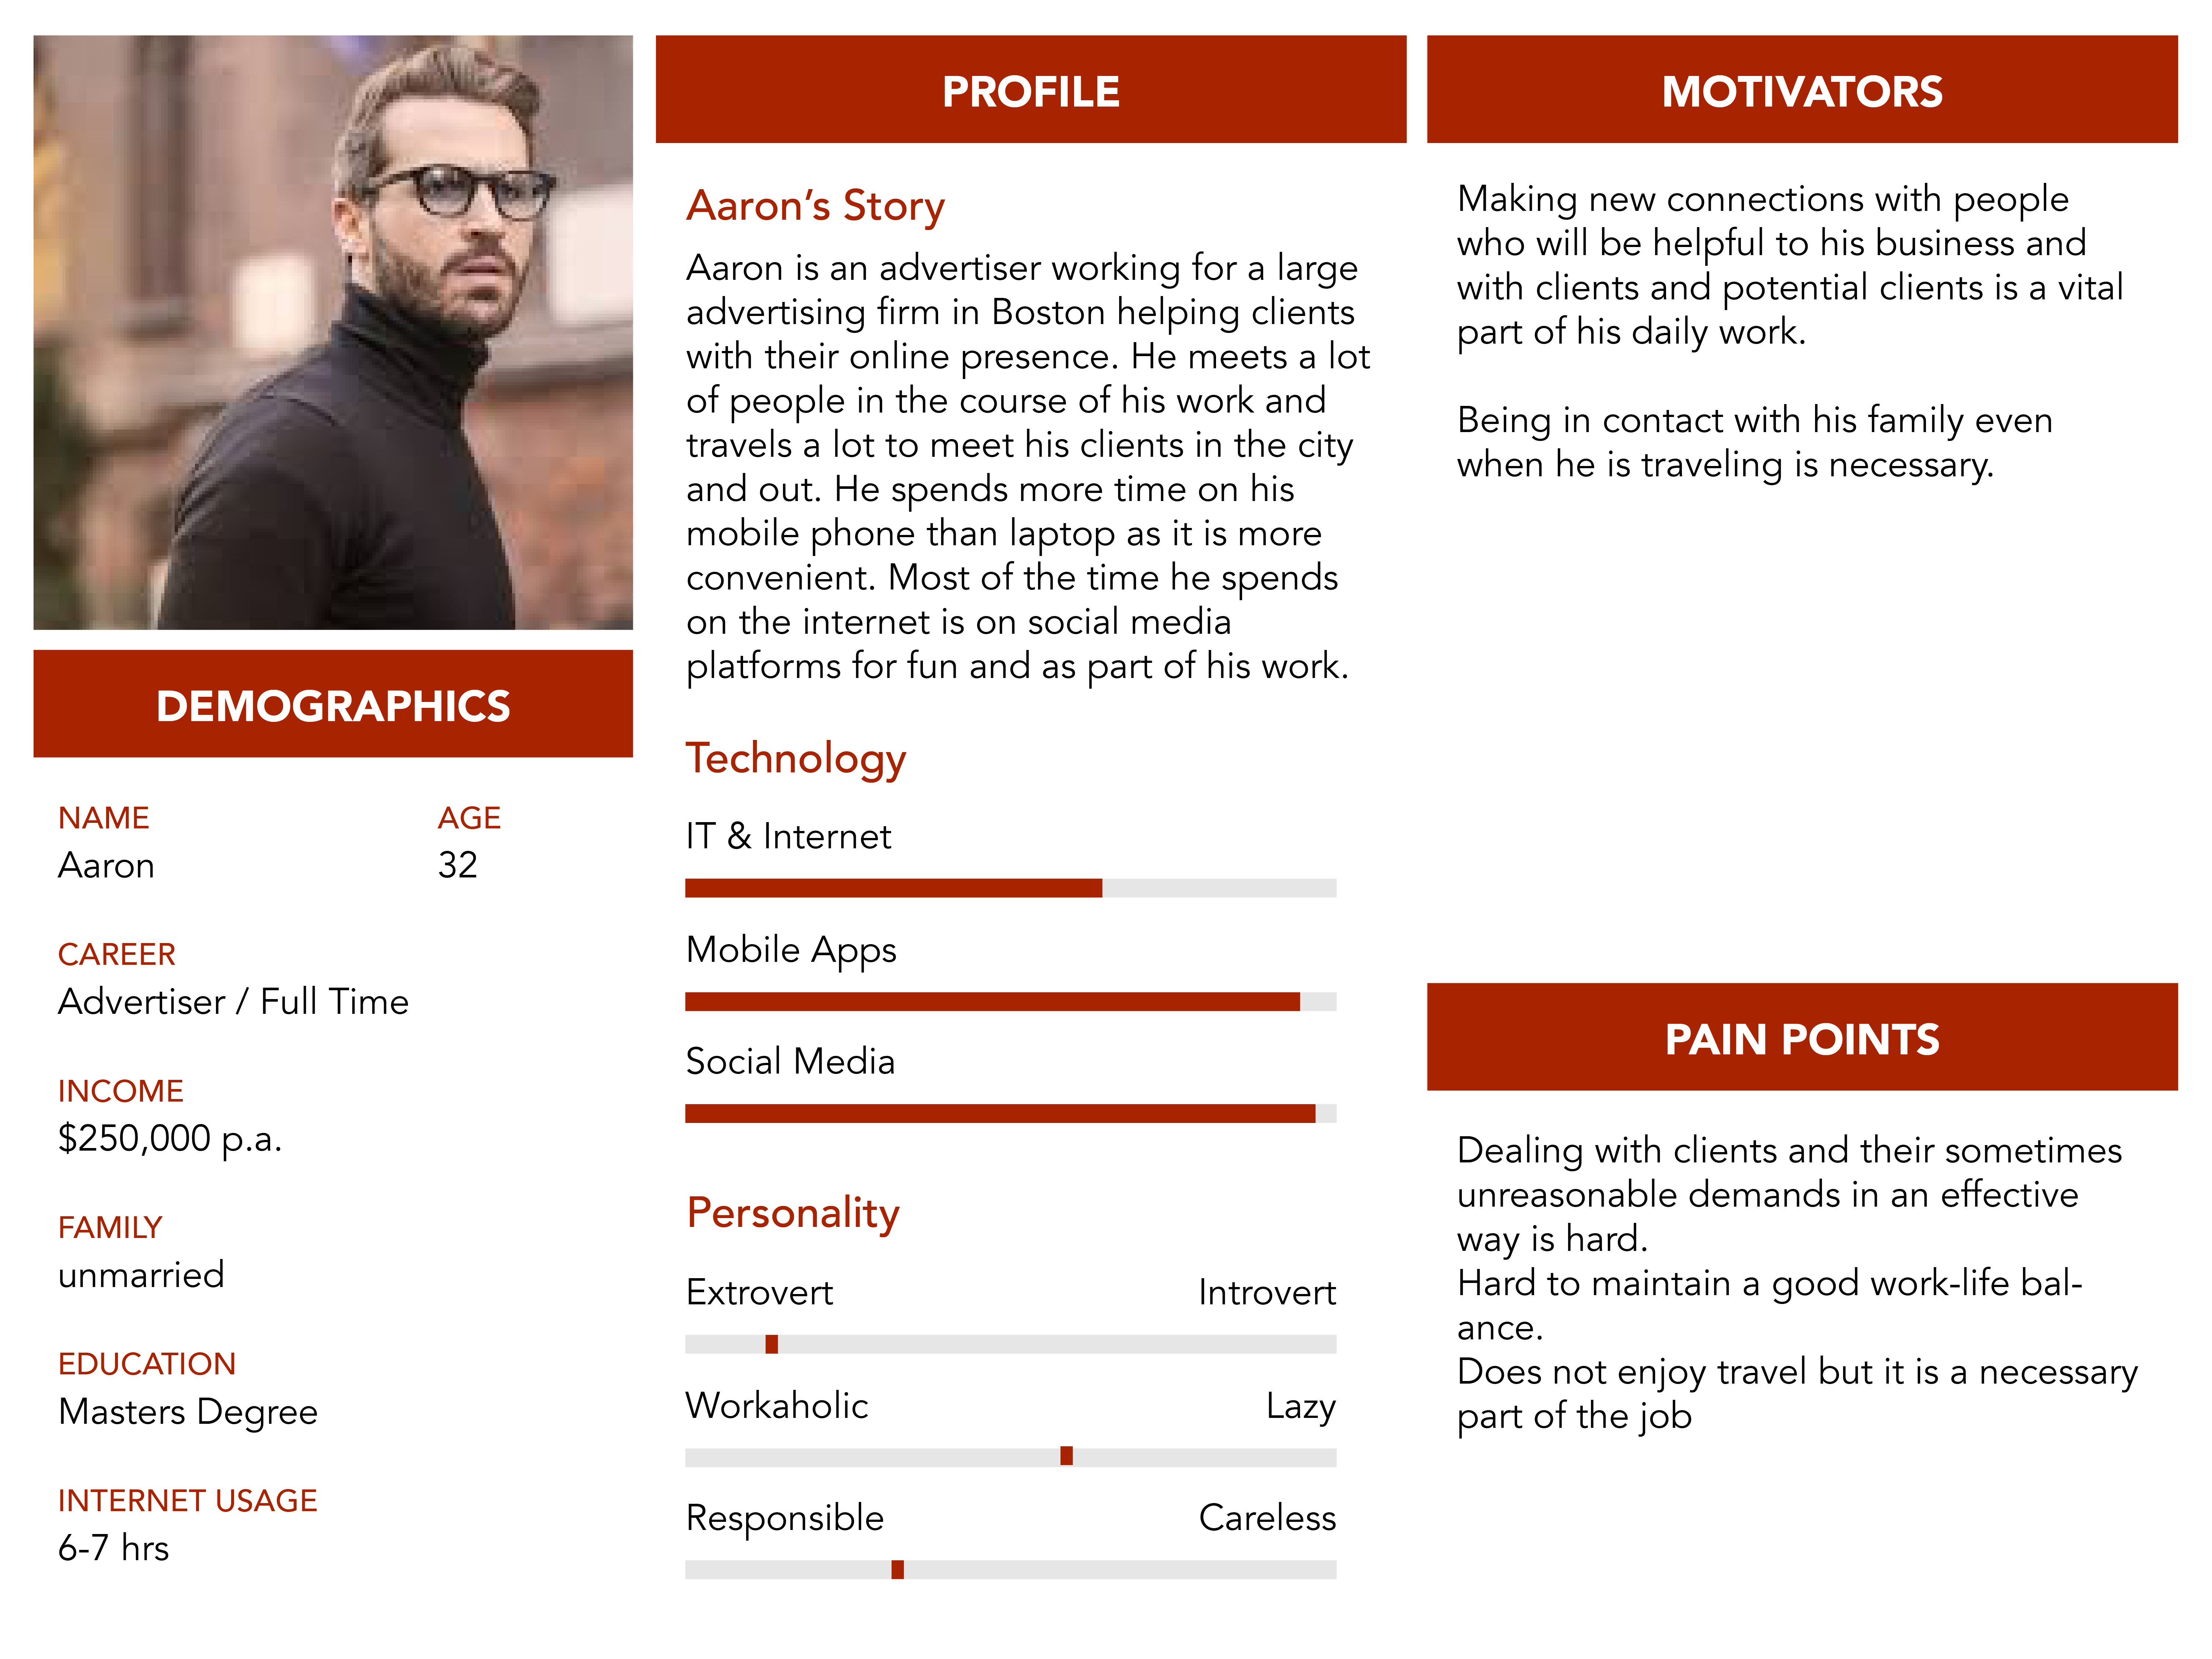 DEMOGRAPHICS
NAME
Aaron
AGE
32
CAREER
Advertiser / Full Time
INCOME
$250,000 p.a.
FAMILY
unmarried
EDUCATION
Masters Degree
INTERNET USAGE
6-7 hrs
PROFILE
Aaron’s Story
Aaron is an advertiser working for a large
advertising firm in Boston helping clients
with their online presence. He meets a lot
of people in the course of his work and
travels a lot to meet his clients in the city
and out. He spends more time on his
mobile phone than laptop as it is more
convenient. Most of the time he spends
on the internet is on social media
platforms for fun and as part of his work.
Technology
IT & Internet
Mobile Apps
Social Media
Personality
Extrovert Introvert
Workaholic Lazy
Responsible Careless
MOTIVATORS
Making new connections with people
who will be helpful to his business and
with clients and potential clients is a vital
part of his daily work.
Being in contact with his family even
when he is traveling is necessary.
PAIN POINTS
Dealing with clients and their sometimes
unreasonable demands in an effective
way is hard.
Hard to maintain a good work-life bal-
ance.
Does not enjoy travel but it is a necessary
part of the job